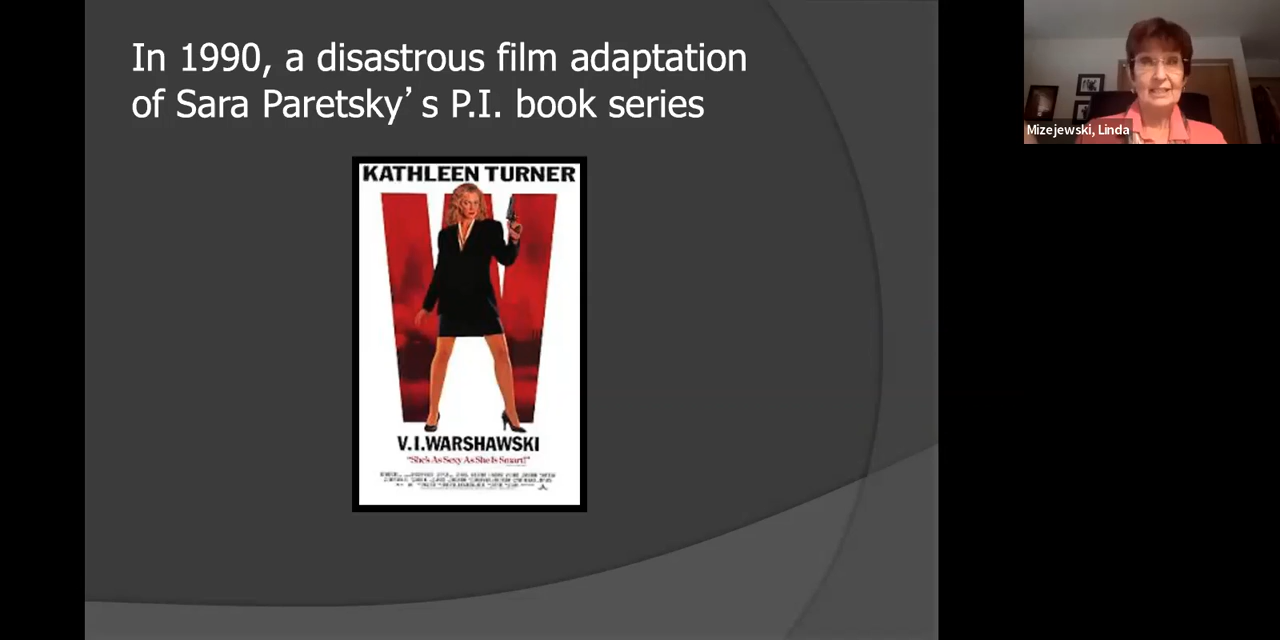 In 1990, a disastrous film adaptation
of Sara Paretsky's P.I. book series
Mizejewski, Linda
KATHLEEN TURNER
V.I. WARSHAWSKI
"She's As Sexy As She Is Smart!"